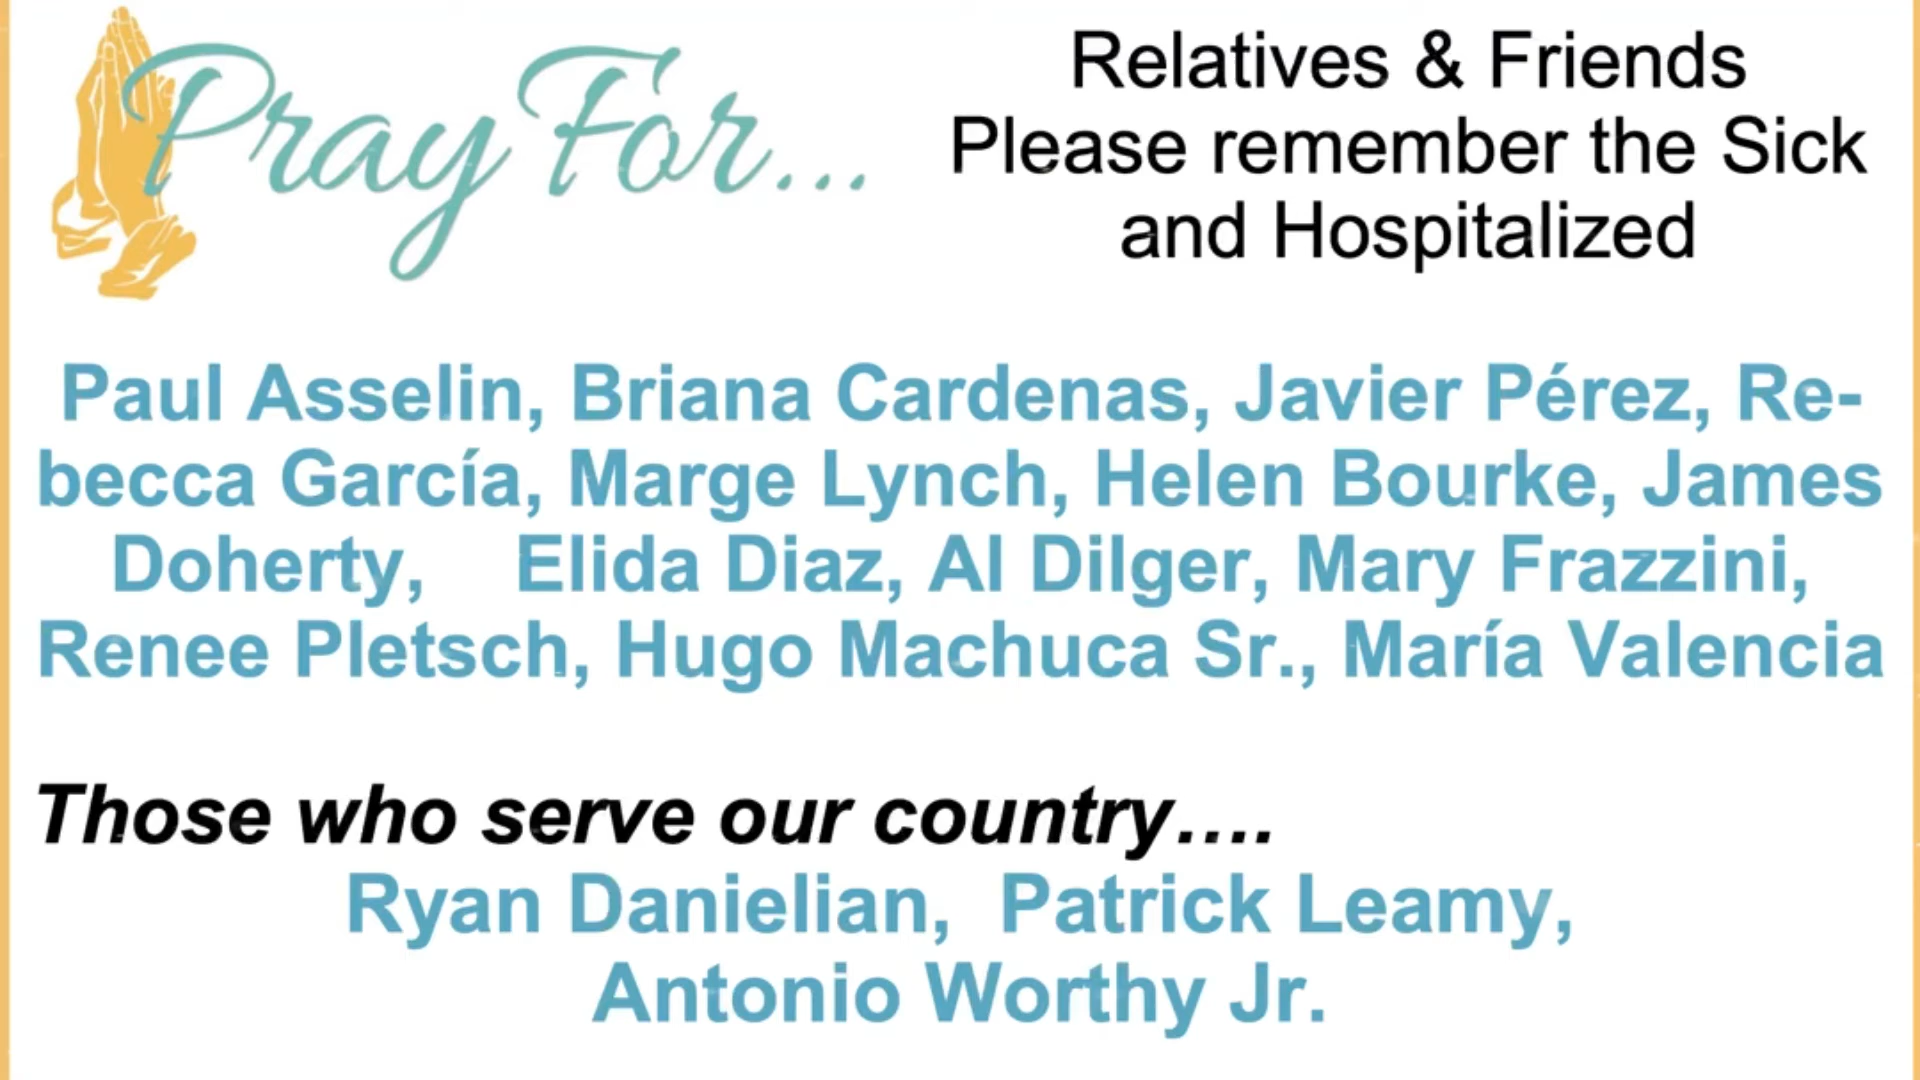 Pray For...
Relatives & Friends
Please remember the Sick
and Hospitalized
Paul Asselin, Briana Cardenas, Javier Pérez, Re-
becca García, Marge Lynch, Helen Bourke, James
Doherty, Elida Diaz, Al Dilger, Mary Frazzini,
Renee Pletsch, Hugo Machuca Sr., María Valencia
Those who serve our country….
Ryan Danielian, Patrick Leamy,
Antonio Worthy Jr.